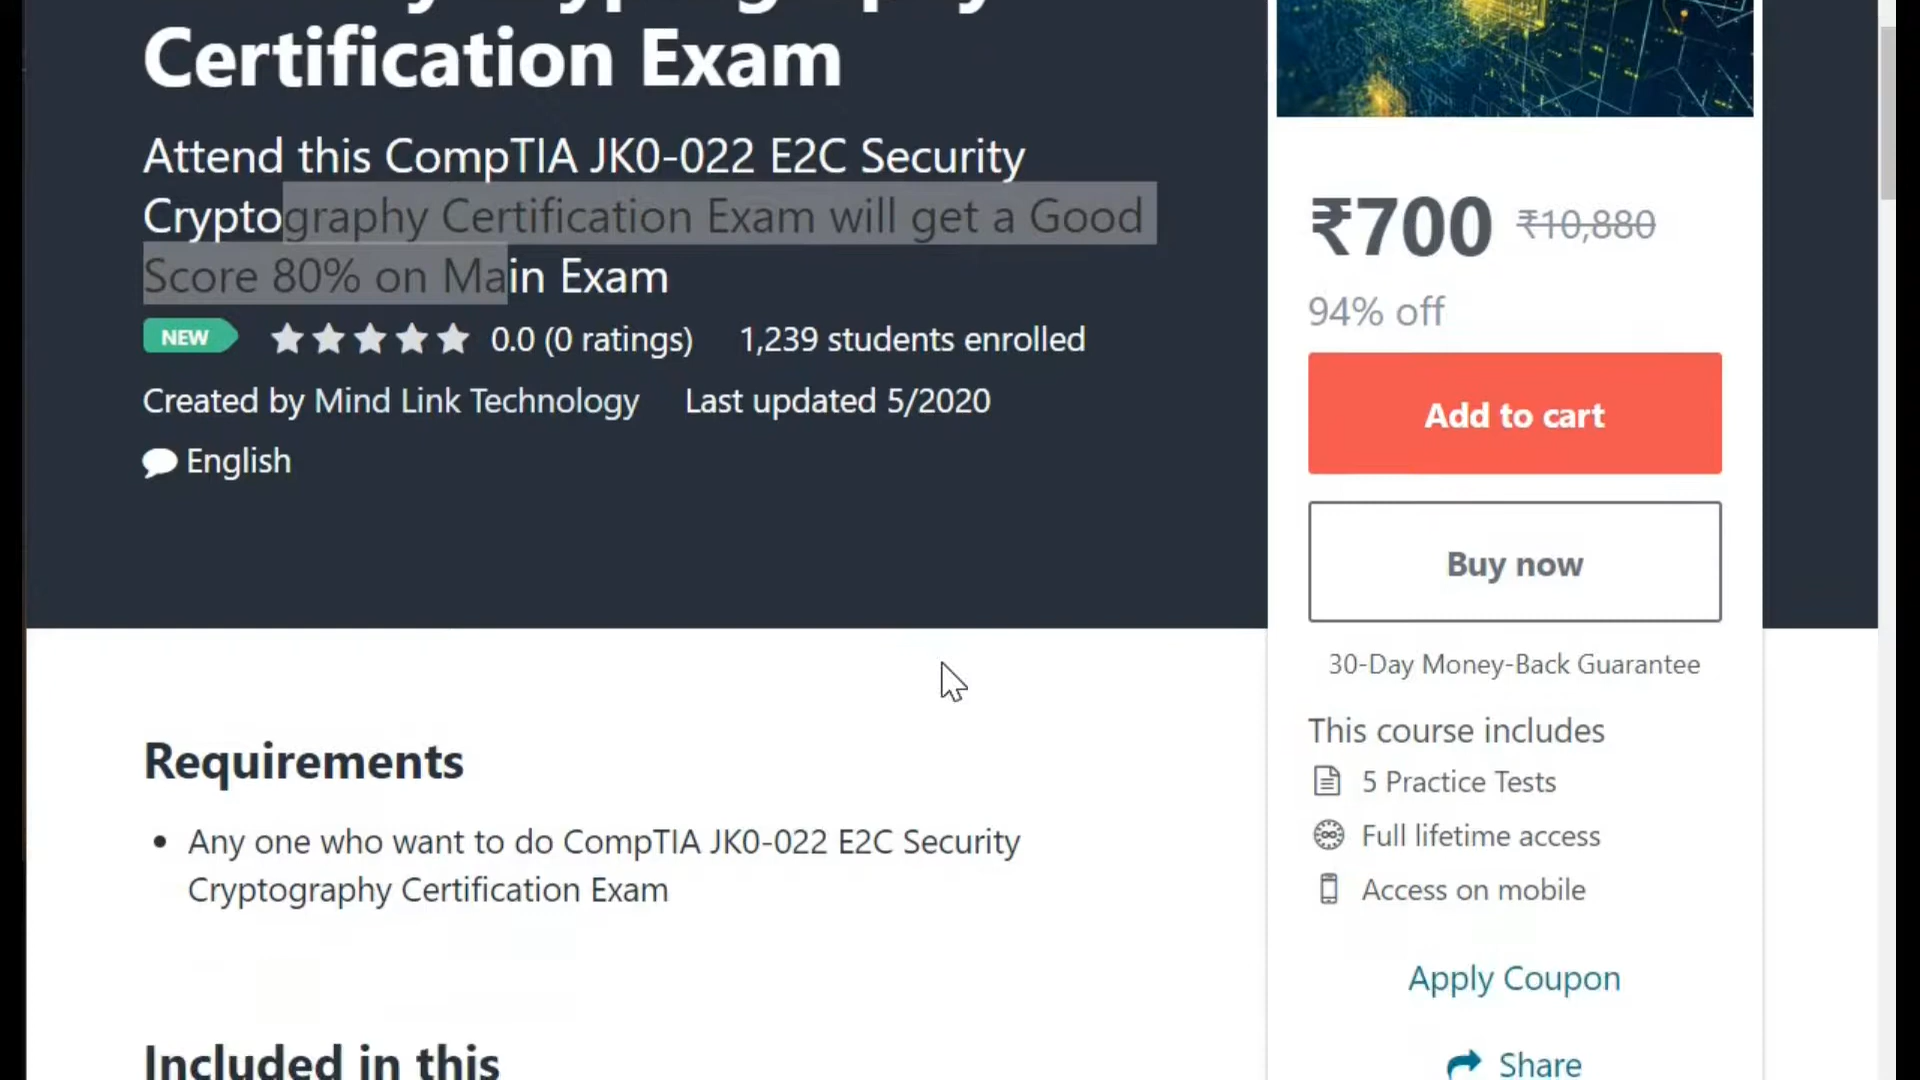 Certification Exam
Attend this CompTIA JK0-022 E2C Security
Cryptography Certification Exam will get a Good
Score 80% on Main Exam
NEW 0.0 (0 ratings) 1,239 students enrolled
Created by Mind Link Technology Last updated 5/2020
English
Requirements
• Any one who want to do CompTIA JK0-022 E2C Security
Cryptography Certification Exam
Included in this
₹700 ₹10,880
94% off
Add to cart
Buy now
30-Day Money-Back Guarantee
This course includes
5 Practice Tests
Full lifetime access
Access on mobile
Apply Coupon
Share